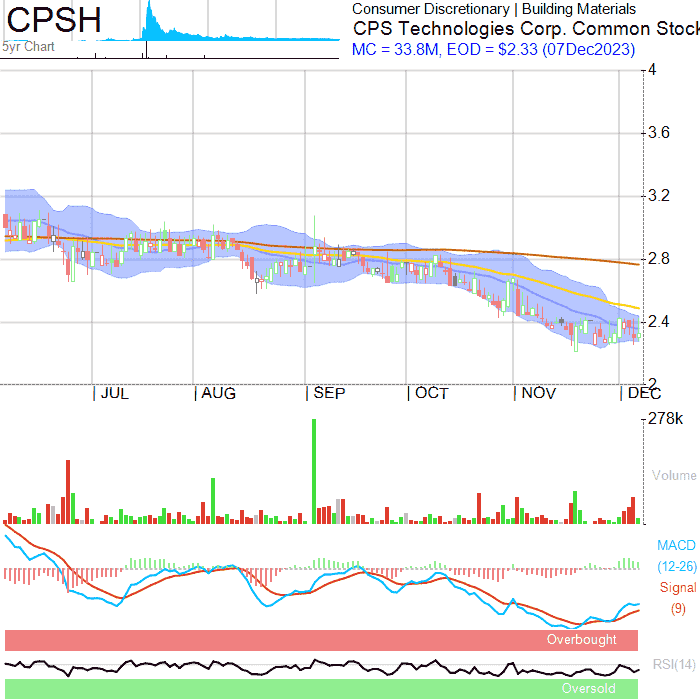 CPSH
5yr Chart
Consumer Discretionary | Building Materials
CPS Technologies Corp. Common Stock
MC = 33.8M, EOD = $2.33 (07Dec2023)
4
3.6
3.2
2.8
2.4
2
JUL AUG SEP OCT NOV DEC
278k
Volume
MACD
(12-26)
Signal
(9)
Overbought
RSI(14)
Oversold